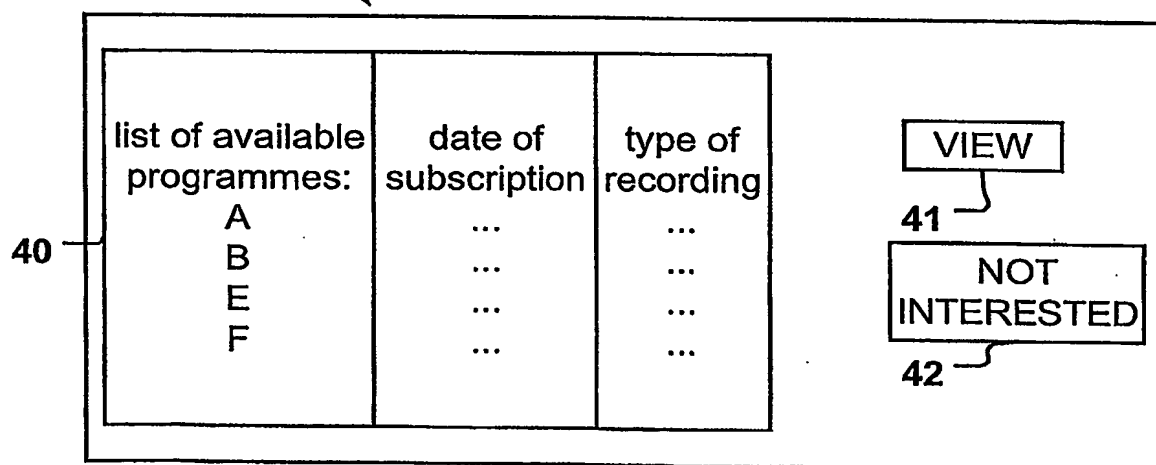 list of available programmes:
date of subscription
type of recording
A ... ...
B ... ...
E ... ...
F ... ...
40
VIEW
41
NOT
INTERESTED
42